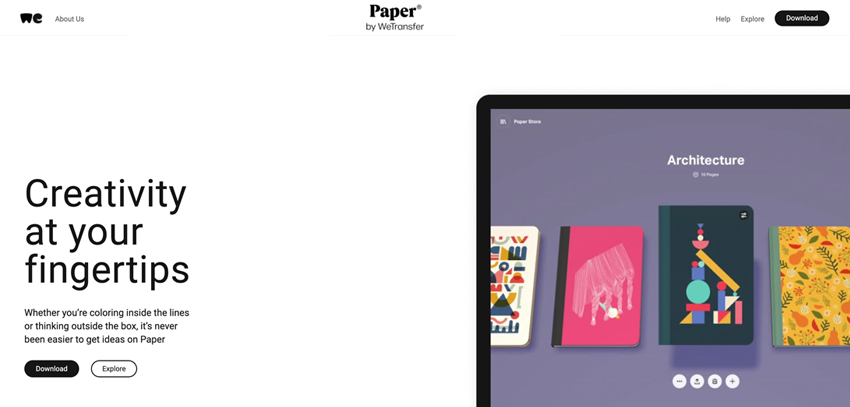 we
About Us
Paper®
by WeTransfer
Help
Explore
Download
Creativity
at your
fingertips
Whether you’re coloring inside the lines
or thinking outside the box, it’s never
been easier to get ideas on Paper
Download
Explore
Paper Store
Architecture
10 Pages